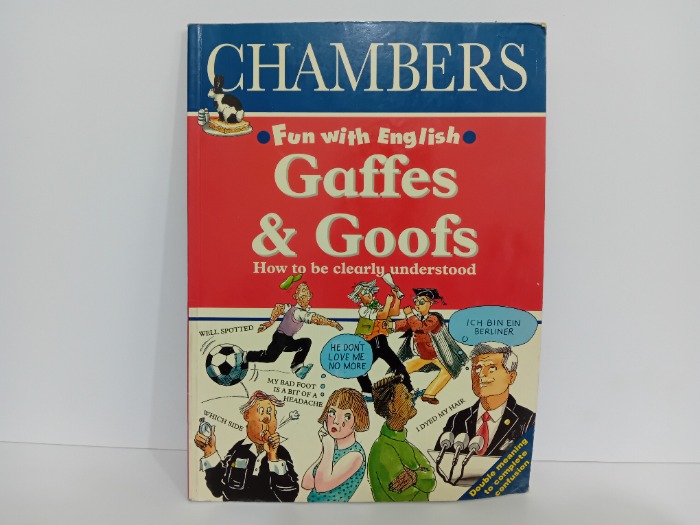 CHAMBERS
Fun with English
Gaffes
& Goofs
How to be clearly understood
WELL SPOTTED
HE DON'T
LOVE ME
NO MORE
ICH BIN EIN
BERLINER
MY BAD FOOT
IS A BIT OF A
HEADACHE
WHICH SIDE
I DYED MY HAIR
Double meaning
to complete
confusion